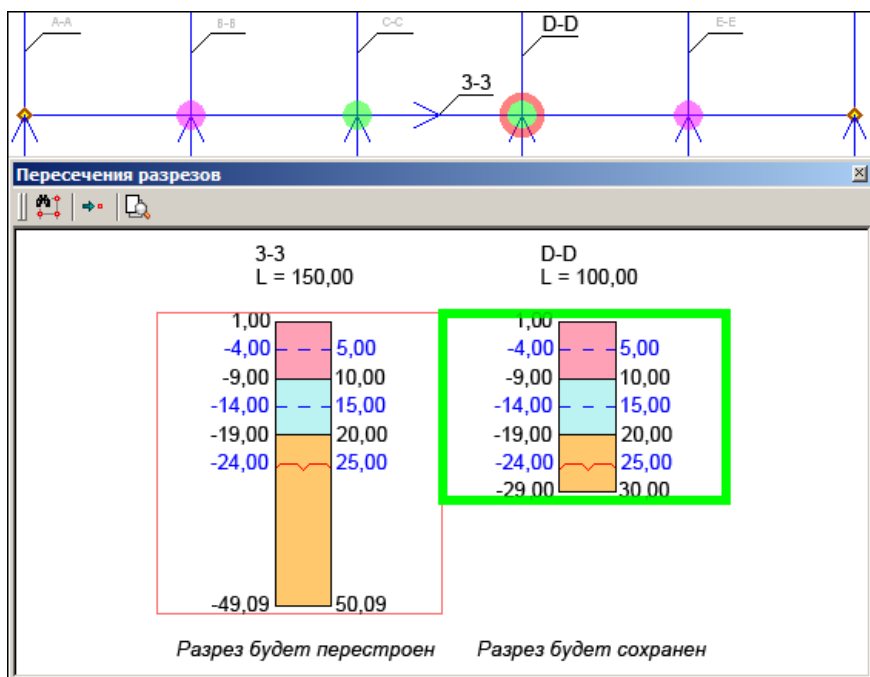 A-A B-B C-C D-D E-E
3-3
Пересечения разрезов
3-3 D-D
L = 150,00 L = 100,00
1,00 1,00
-4,00 5,00 -4,00 5,00
-9,00 10,00 -9,00 10,00
-14,00 15,00 -14,00 15,00
-19,00 20,00 -19,00 20,00
-24,00 25,00 -24,00 25,00
-29,00 30,00
-49,09 50,09
Разрез будет перестроен Разрез будет сохранен